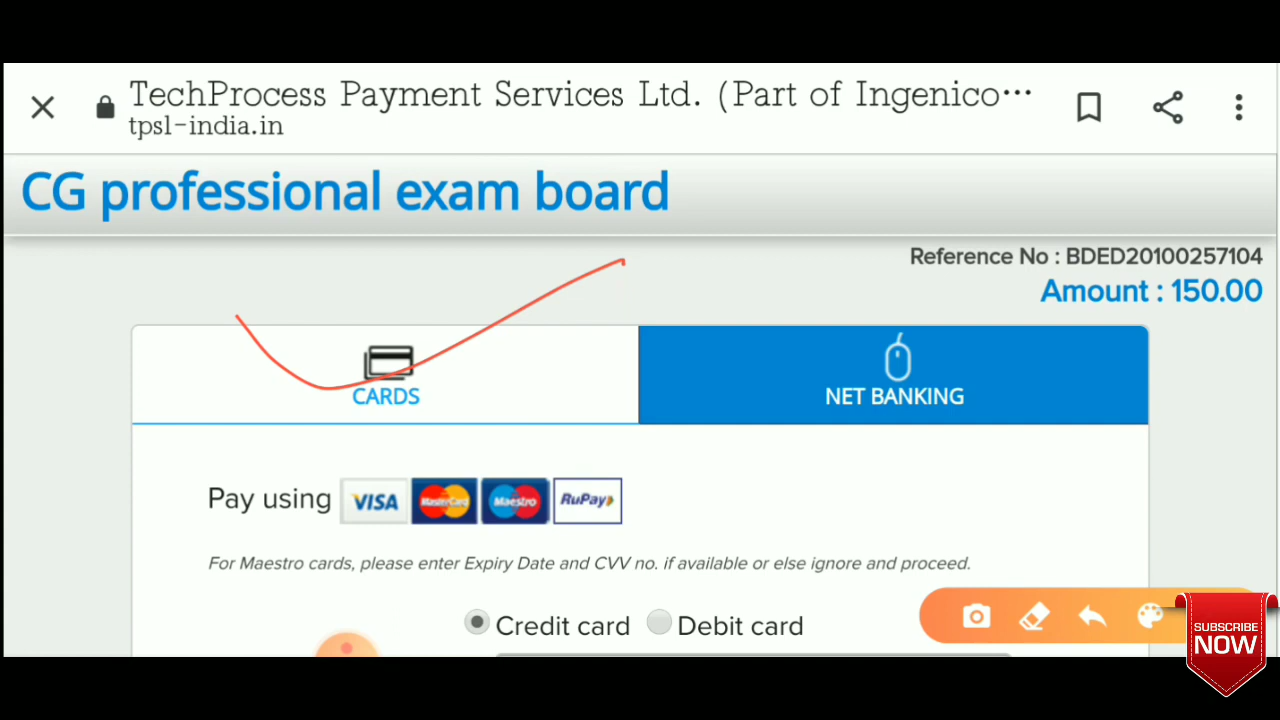 TechProcess Payment Services Ltd. (Part of Ingenico…
tpsl-india.in
CG professional exam board
Reference No : BDED20100257104
Amount : 150.00
CARDS
NET BANKING
Pay using VISA MasterCard Maestro RuPay
For Maestro cards, please enter Expiry Date and CVV no. if available or else ignore and proceed.
Credit card Debit card
SUBSCRIBE
NOW